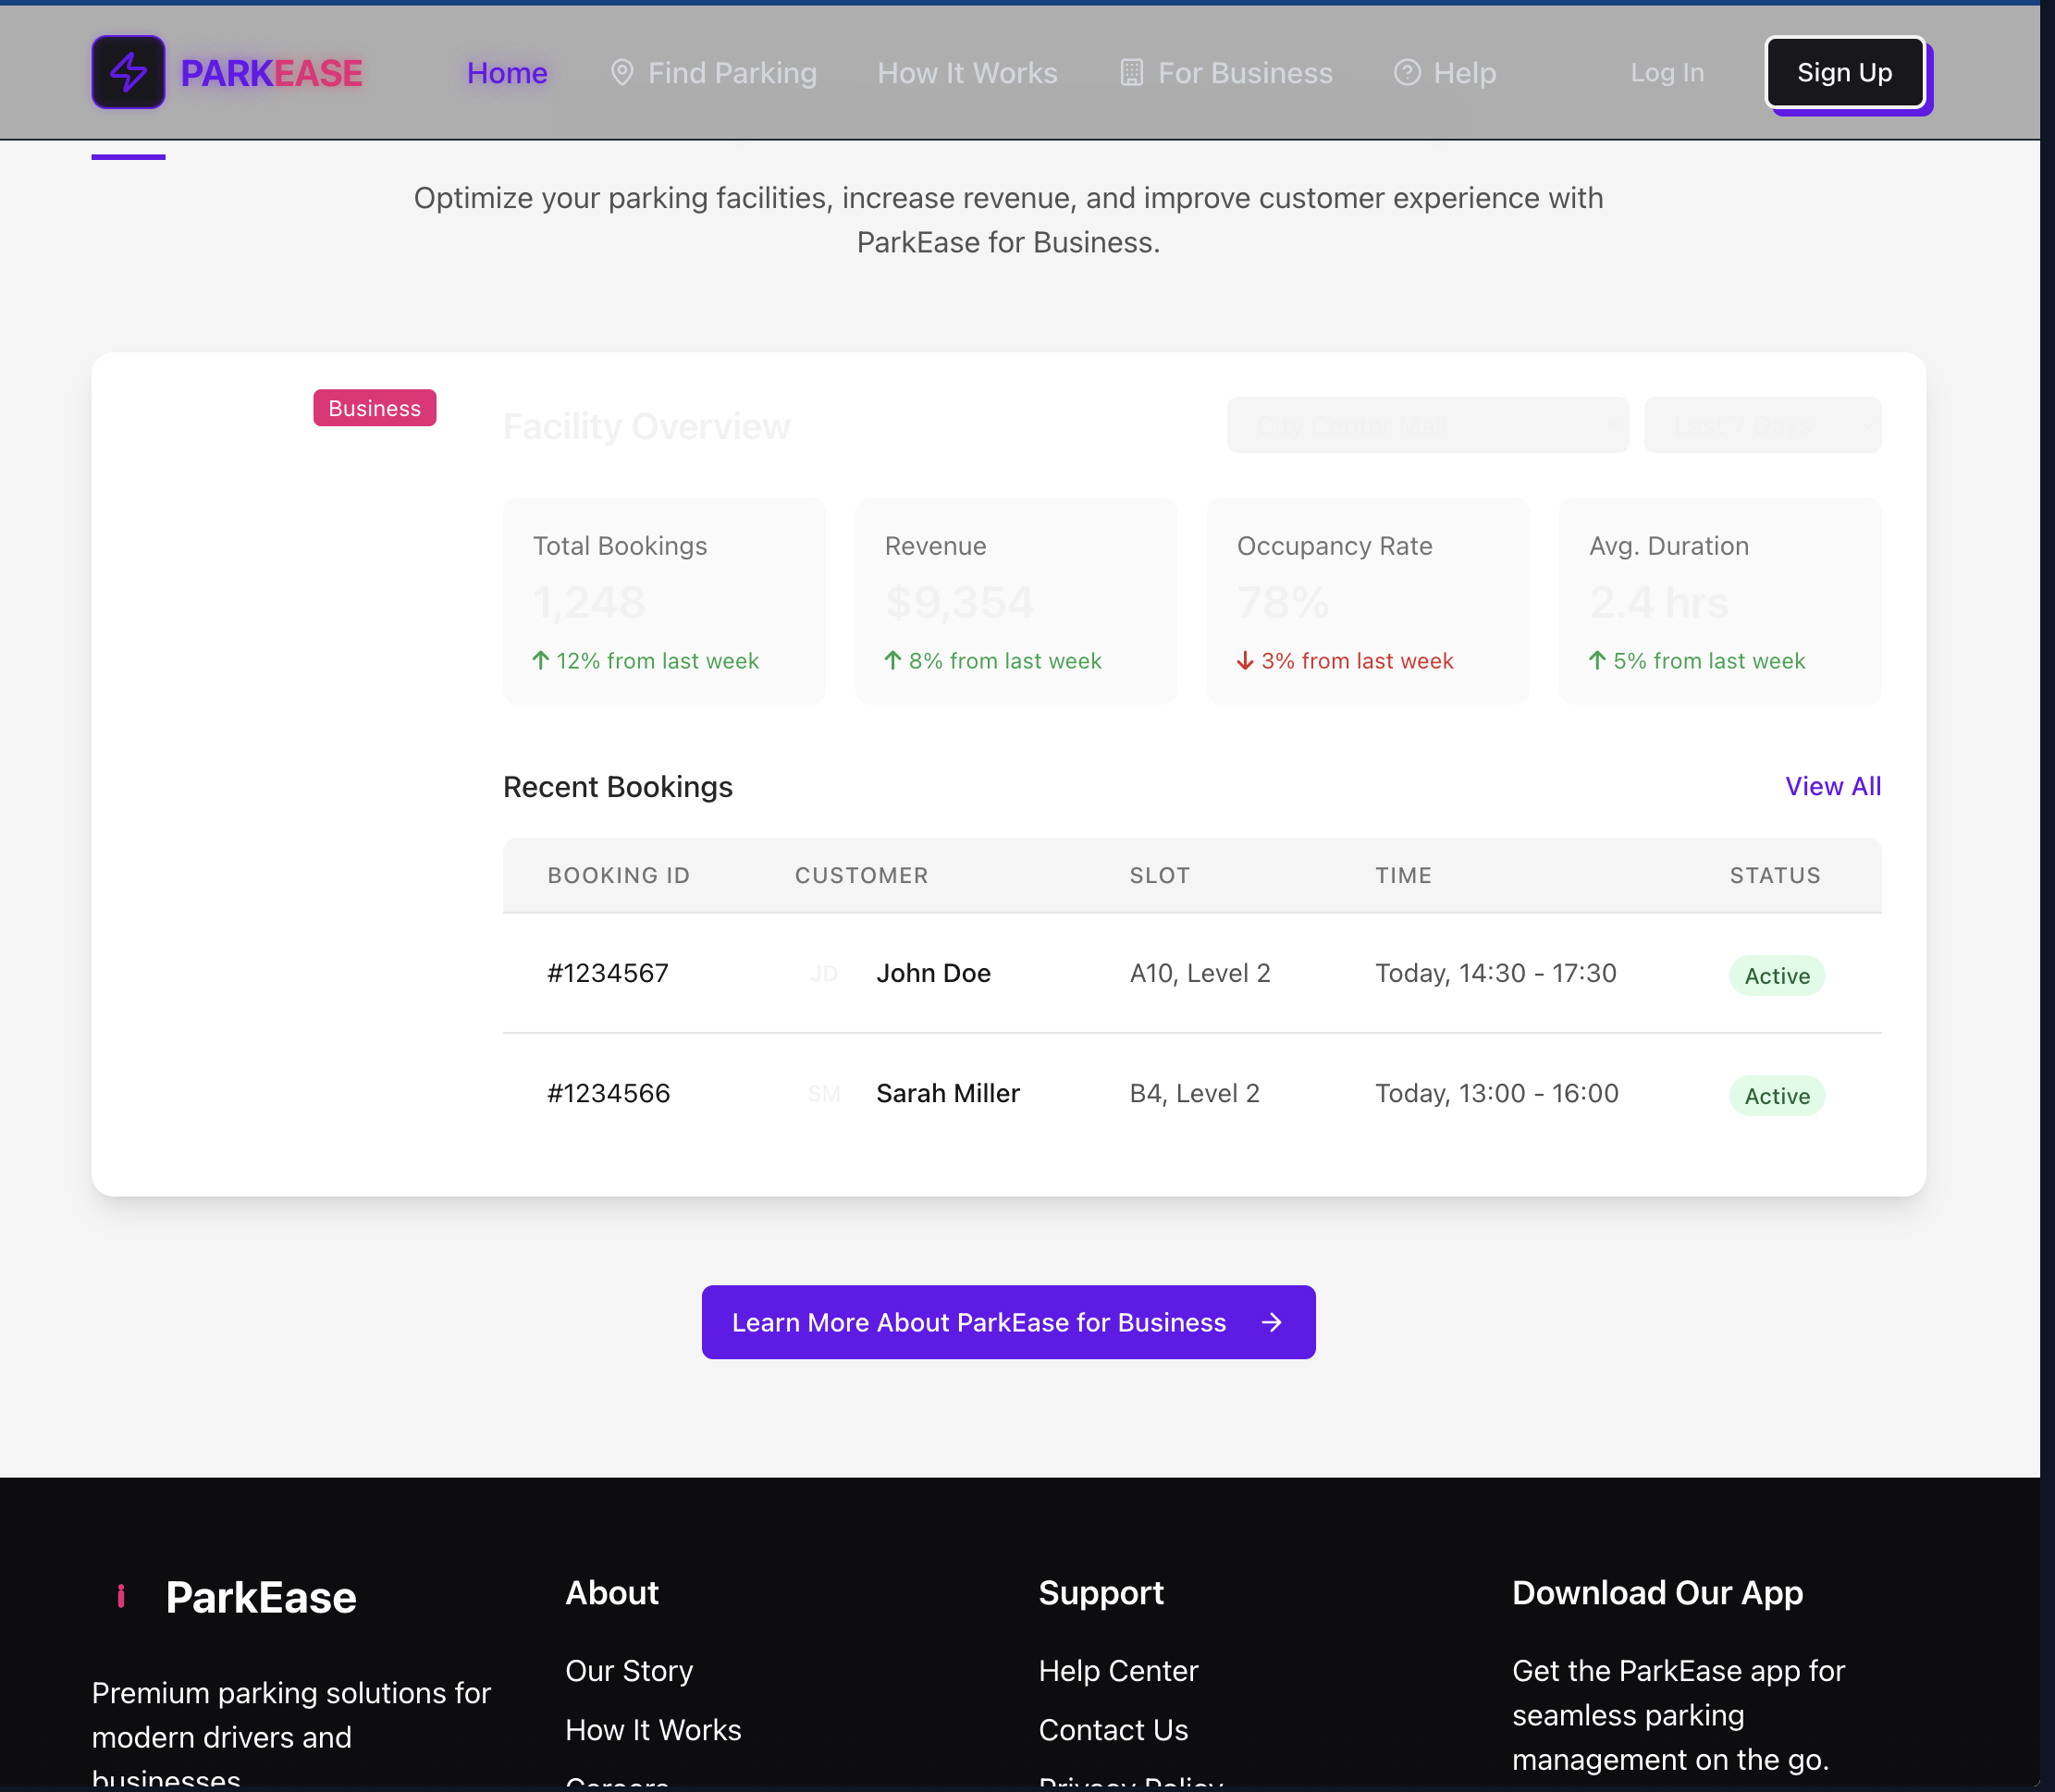 PARKEASE
Home
Find Parking
How It Works
For Business
Help
Log In
Sign Up
Optimize your parking facilities, increase revenue, and improve customer experience with
ParkEase for Business.
Business
Facility Overview
City Center Mall
Last 7 Days
Total Bookings
1,248
12% from last week
Revenue
$9,354
8% from last week
Occupancy Rate
78%
3% from last week
Avg. Duration
2.4 hrs
5% from last week
Recent Bookings
View All
BOOKING ID CUSTOMER SLOT TIME STATUS
#1234567 JD John Doe A10, Level 2 Today, 14:30 - 17:30 Active
#1234566 SM Sarah Miller B4, Level 2 Today, 13:00 - 16:00 Active
Learn More About ParkEase for Business
ParkEase
Premium parking solutions for
modern drivers and
businesses
About
Our Story
How It Works
Careers
Support
Help Center
Contact Us
Privacy Policy
Download Our App
Get the ParkEase app for
seamless parking
management on the go.